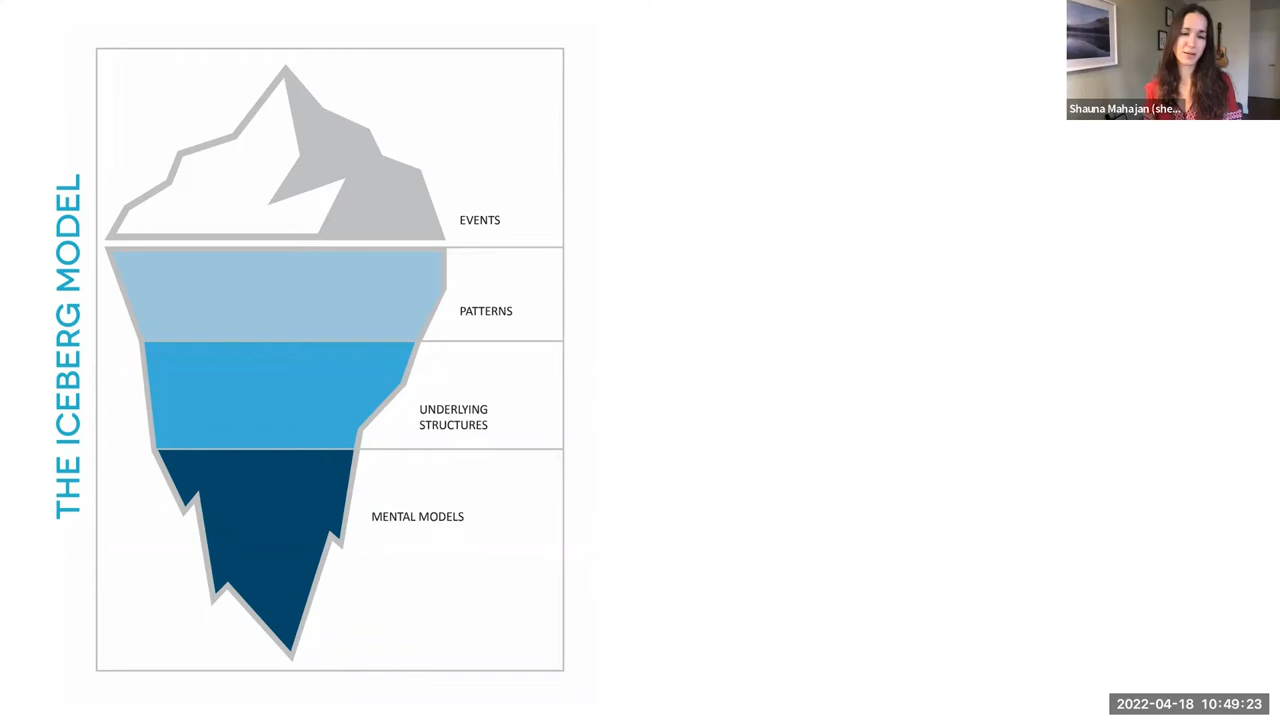 THE ICEBERG MODEL
EVENTS
PATTERNS
UNDERLYING
STRUCTURES
MENTAL MODELS
Shauna Mahajan (she...
2022-04-18 10:49:23